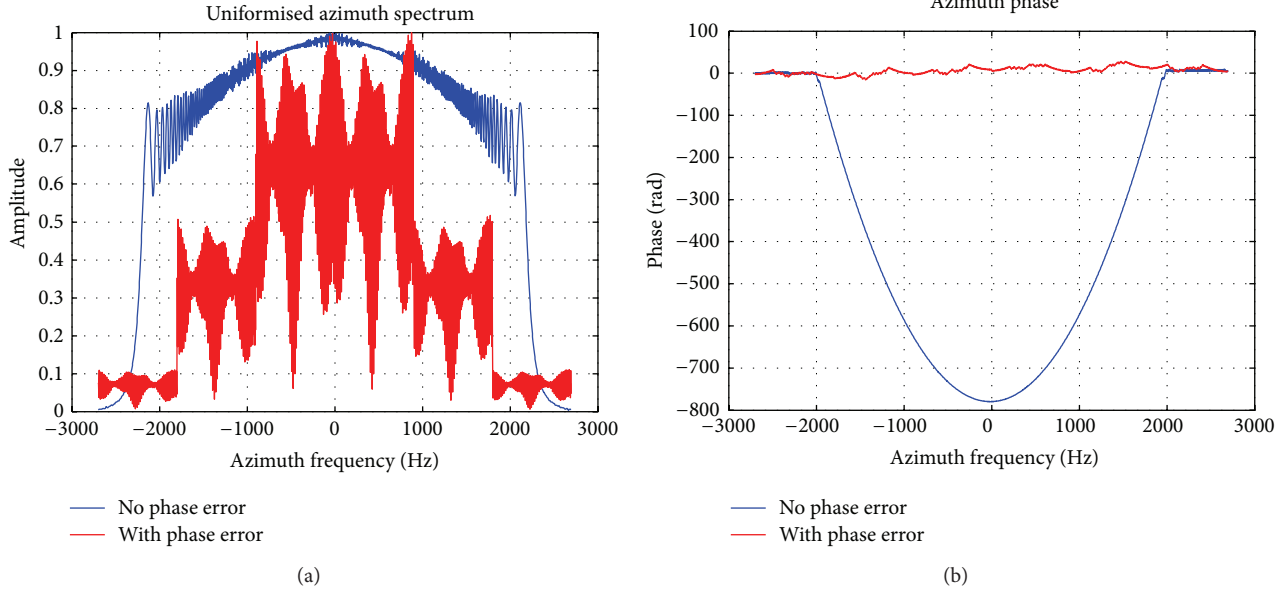 Uniformised azimuth spectrum
1
0.9
0.8
0.7
0.6
0.5
0.4
0.3
0.2
0.1
0
Amplitude
−3000 −2000 −1000 0 1000 2000 3000
Azimuth frequency (Hz)
No phase error
With phase error
(a)
Azimuth phase
100
0
−100
−200
−300
−400
−500
−600
−700
−800
Phase (rad)
−3000 −2000 −1000 0 1000 2000 3000
Azimuth frequency (Hz)
No phase error
With phase error
(b)